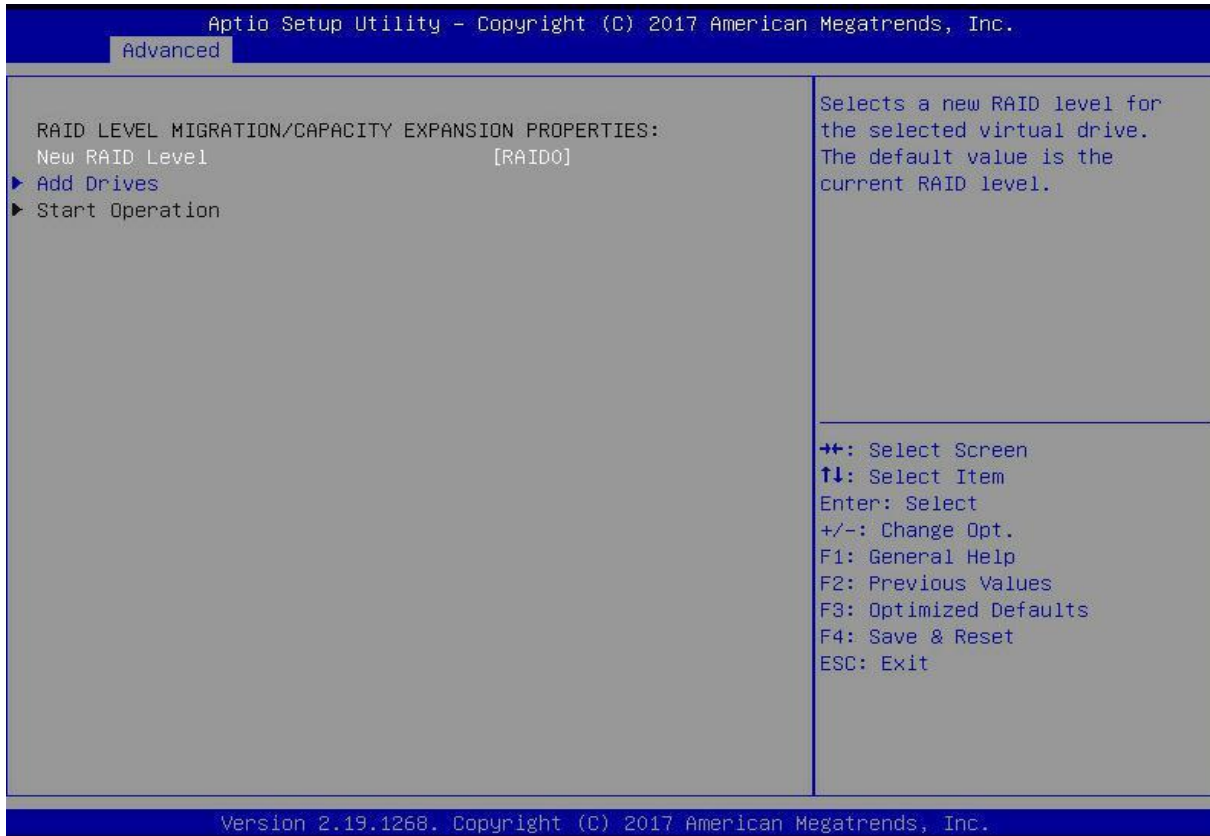 Aptio Setup Utility – Copyright (C) 2017 American Megatrends, Inc.
Advanced
RAID LEVEL MIGRATION/CAPACITY EXPANSION PROPERTIES:
New RAID Level [RAID0]
▶ Add Drives
▶ Start Operation
Selects a new RAID level for
the selected virtual drive.
The default value is the
current RAID level.
→←: Select Screen
↑↓: Select Item
Enter: Select
+/-: Change Opt.
F1: General Help
F2: Previous Values
F3: Optimized Defaults
F4: Save & Reset
ESC: Exit
Version 2.19.1268. Copyright (C) 2017 American Megatrends, Inc.